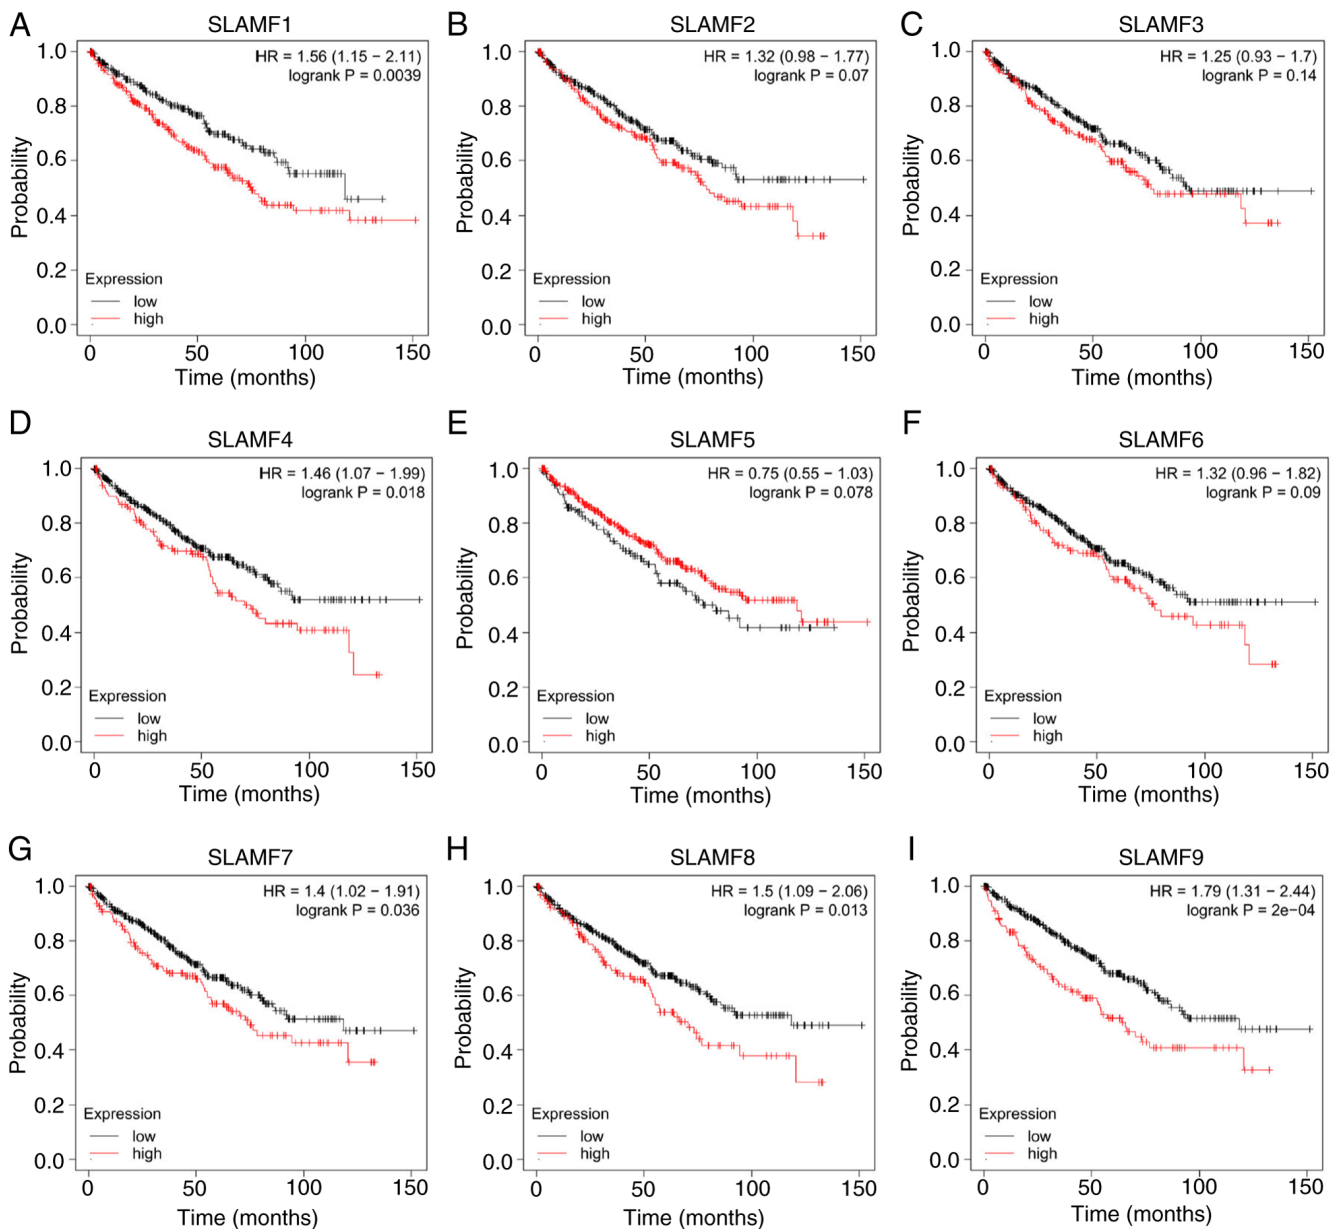 A
SLAMF1
HR = 1.56 (1.15 − 2.11)
logrank P = 0.0039
1.0
0.8
0.6
0.4
0.2
0.0
Probability
Expression
low
high
0 50 100 150
Time (months)
B
SLAMF2
HR = 1.32 (0.98 − 1.77)
logrank P = 0.07
1.0
0.8
0.6
0.4
0.2
0.0
Probability
Expression
low
high
0 50 100 150
Time (months)
C
SLAMF3
HR = 1.25 (0.93 − 1.7)
logrank P = 0.14
1.0
0.8
0.6
0.4
0.2
0.0
Probability
Expression
low
high
0 50 100 150
Time (months)
D
SLAMF4
HR = 1.46 (1.07 − 1.99)
logrank P = 0.018
1.0
0.8
0.6
0.4
0.2
0.0
Probability
Expression
low
high
0 50 100 150
Time (months)
E
SLAMF5
HR = 0.75 (0.55 − 1.03)
logrank P = 0.078
1.0
0.8
0.6
0.4
0.2
0.0
Probability
Expression
low
high
0 50 100 150
Time (months)
F
SLAMF6
HR = 1.32 (0.96 − 1.82)
logrank P = 0.09
1.0
0.8
0.6
0.4
0.2
0.0
Probability
Expression
low
high
0 50 100 150
Time (months)
G
SLAMF7
HR = 1.4 (1.02 − 1.91)
logrank P = 0.036
1.0
0.8
0.6
0.4
0.2
0.0
Probability
Expression
low
high
0 50 100 150
Time (months)
H
SLAMF8
HR = 1.5 (1.09 − 2.06)
logrank P = 0.013
1.0
0.8
0.6
0.4
0.2
0.0
Probability
Expression
low
high
0 50 100 150
Time (months)
I
SLAMF9
HR = 1.79 (1.31 − 2.44)
logrank P = 2e−04
1.0
0.8
0.6
0.4
0.2
0.0
Probability
Expression
low
high
0 50 100 150
Time (months)